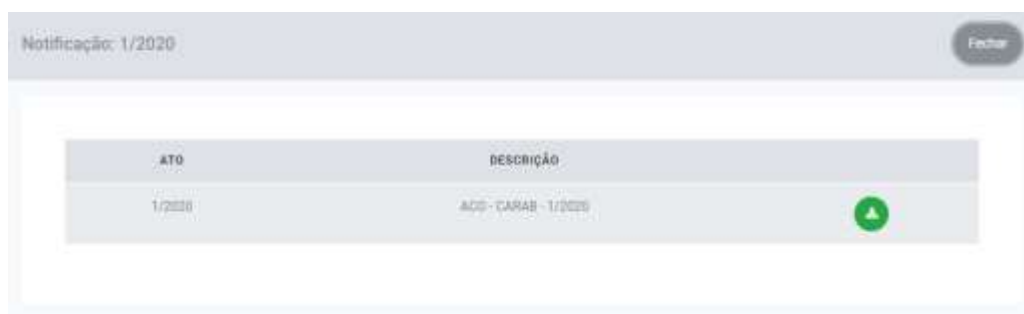 Notificação: 1/2020
Fechar
ATO DESCRIÇÃO
1/2020 ACO - CARAB - 1/2020